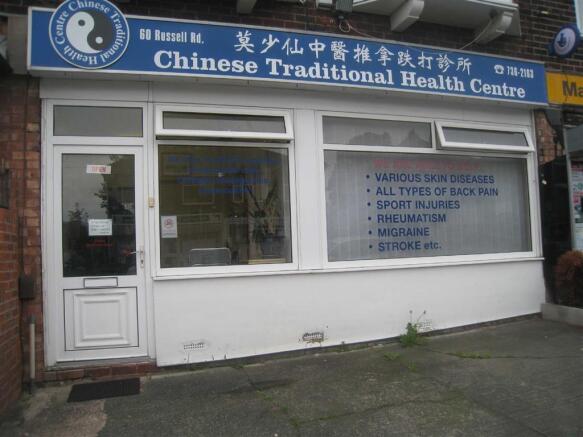 Chinese Traditional Health Centre
60 Russell Rd.
莫少仙中醫推拿跌打診所
736-2163
Chinese Traditional Health Centre
Ma
OPEN
• VARIOUS SKIN DISEASES
• ALL TYPES OF BACK PAIN
• SPORT INJURIES
• RHEUMATISM
• MIGRAINE
• STROKE etc.